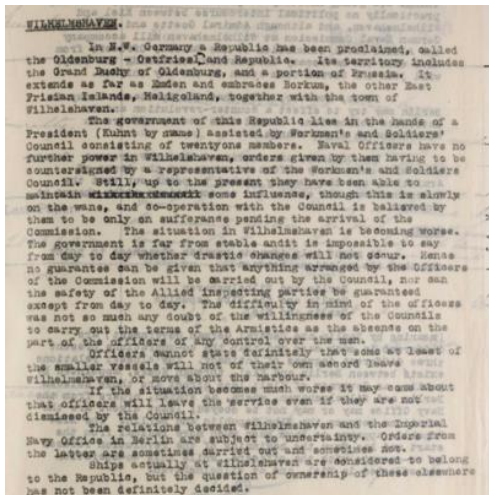 WILHELMSHAVEN.
In N.W. Germany a Republic has been proclaimed, called
the Oldenburg - Ostfriesland Republic. Its territory includes
the Grand Duchy of Oldenburg, and a portion of Prussia. It
extends as far as Emden and embraces Borkum, the other East
Frisian Islands, Heligoland, together with the town of
Wilhelshaven.
The government of this Republic lies in the hands of a
President (Kuhnt by name) assisted by Workmen's and Soldiers'
Council consisting of twentyone members. Naval Officers have no
further power in Wilhelshaven, orders given by them having to be
countersigned by a representative of the Workmen's and Soldiers
Council. Still, up to the present they have been able to
maintain some influence, though this is slowly
on the wane, and co-operation with the Council is believed by
them to be only on sufferance pending the arrival of the
Commission. The situation in Wilhelmshaven is becoming worse.
The government is far from stable andit is impossible to say
from day to day whether drastic changes will not occur. Hence
no guarantee can be given that anything arranged by the Officers
of the Commission will be carried out by the Council, nor can
the safety of the Allied inspecting parties be guaranteed
except from day to day. The difficulty in mind of the officers
was not so much any doubt of the willingness of the Councils
to carry out the terms of the Armistice as the absence on the
part of the officers of any control over the men.
Officers cannot state definitely that some at least of
the smaller vessels will not of their own accord leave
Wilhelmshaven, or move about the harbour.
If the situation becomes much worse it may come about
that officers will leave the service even if they are not
dismissed by the Council.
The relations between Wilhelmshaven and the Imperial
Navy Office in Berlin are subject to uncertainty. Orders from
the latter are sometimes carried out and sometimes not.
Ships actually at Wilhelshaven are considered to belong
to the Republic, but the question of ownership of these elsewhere
has not been definitely decided.